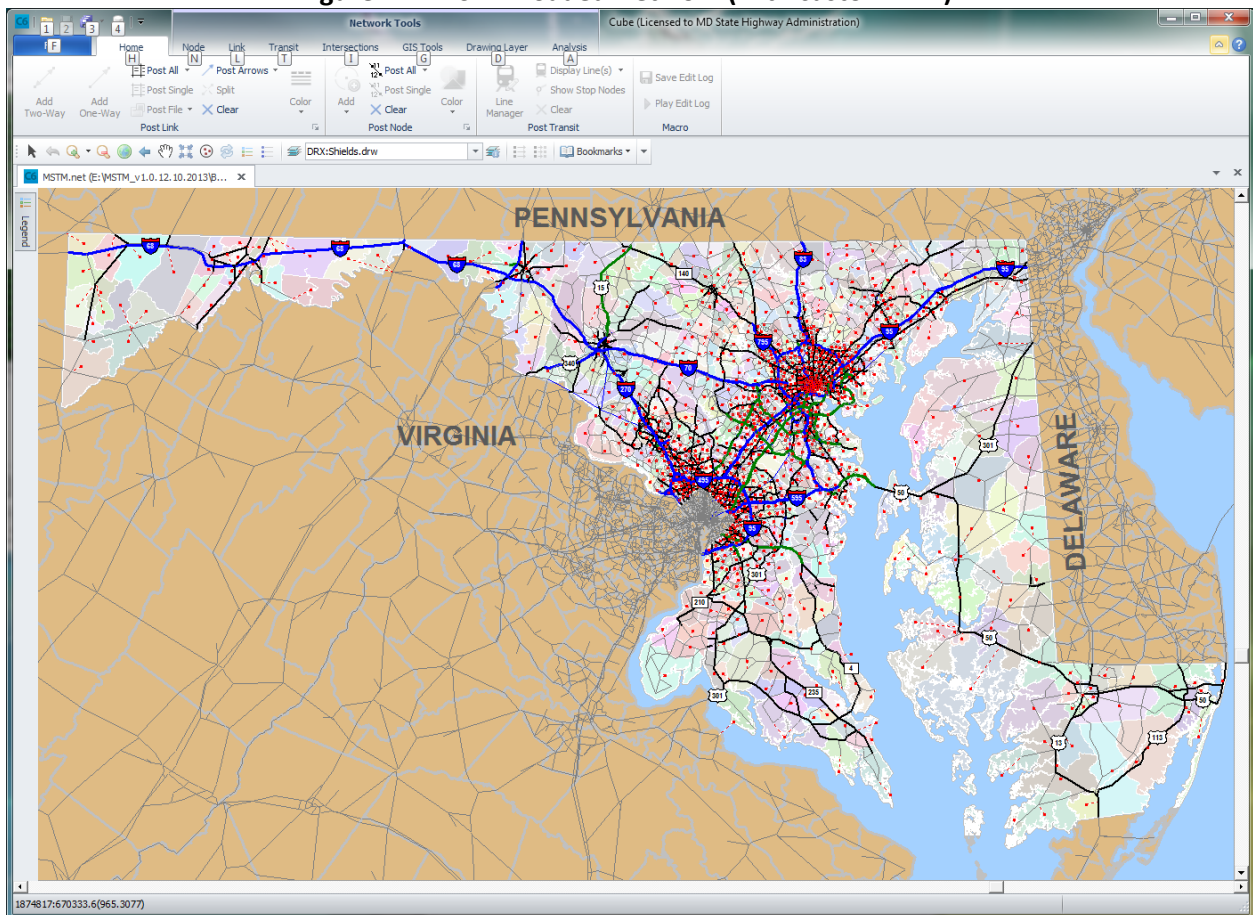 Network Tools
Cube (Licensed to MD State Highway Administration)
1 2 3 4
F
Home Node Link Transit Intersections GIS Tools Drawing Layer Analysis
H N L T I G D A
Post All Post Arrows
Post All
Display Line(s)
Save Edit Log
Post Single Split
Post Single
Show Stop Nodes
Play Edit Log
Add Two-Way
Add One-Way
Post File Clear
Color
Add
Clear
Color
Line Manager
Clear
Post Link
Post Node
Post Transit
Macro
DRX:Shields.drw
Bookmarks
MSTM.net (E:\MSTM_v1.0.12.10.2013\B... X
Legend
PENNSYLVANIA
68
68
83
95
140
15
795
340
70
270
VIRGINIA
301
DELAWARE
495
50
595
301
210
50
4
301
235
50
13
113
1874817:670333.6(965.3077)